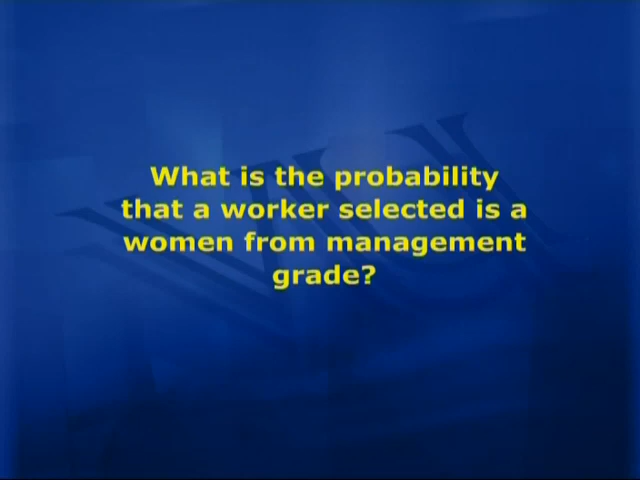 What is the probability
that a worker selected is a
women from management
grade?